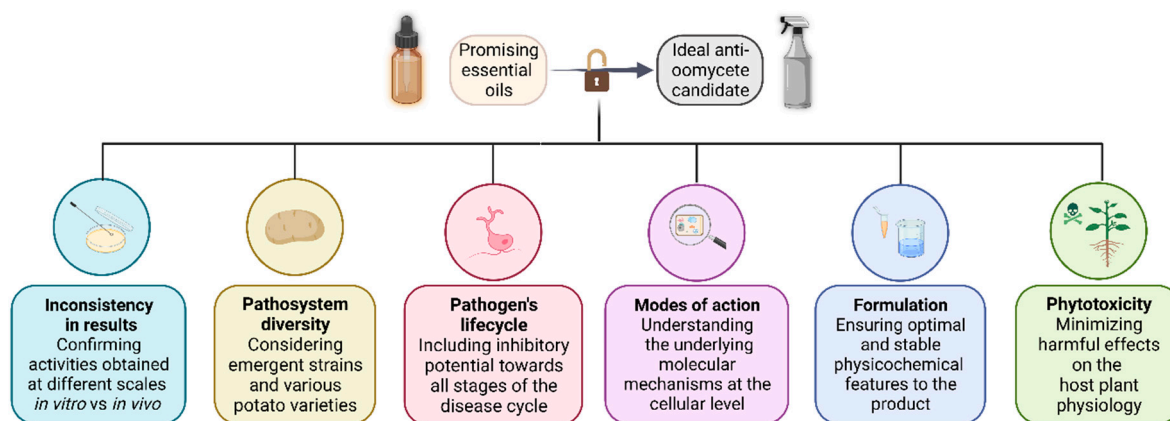 Promising
essential
oils
Ideal anti-
oomycete
candidate
Inconsistency
in results
Confirming
activities obtained
at different scales
in vitro vs in vivo
Pathosystem
diversity
Considering
emergent strains
and various
potato varieties
Pathogen's
lifecycle
Including inhibitory
potential towards
all stages of the
disease cycle
Modes of action
Understanding
the underlying
molecular
mechanisms at the
cellular level
Formulation
Ensuring optimal
and stable
physicochemical
features to the
product
Phytotoxicity
Minimizing
harmful effects
on the
host plant
physiology